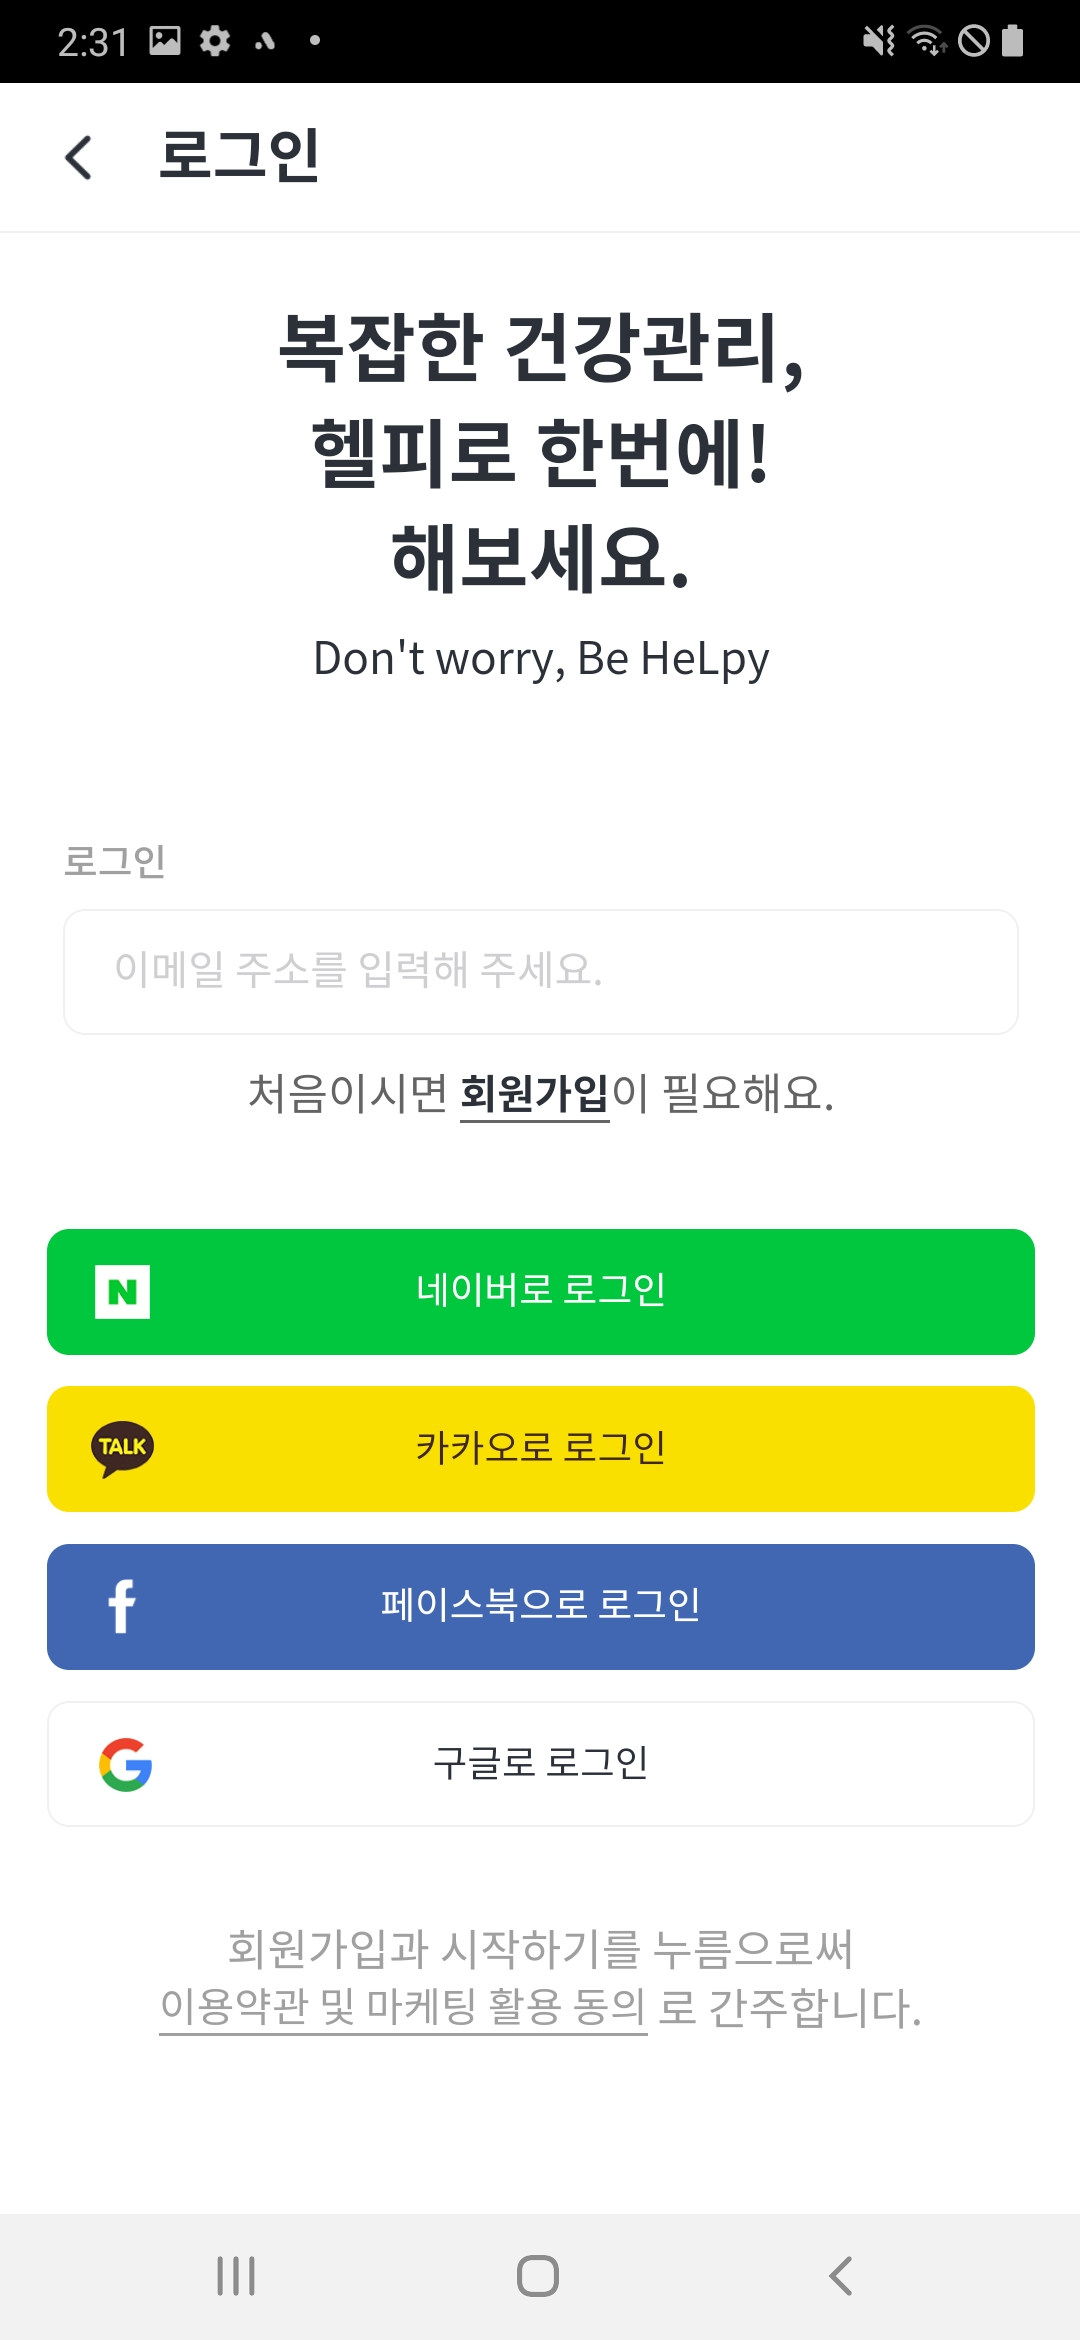 2:31
로그인
복잡한 건강관리,
헬피로 한번에!
해보세요.
Don't worry, Be HeLpy
로그인
이메일 주소를 입력해 주세요.
처음이시면 회원가입이 필요해요.
N 네이버로 로그인
TALK 카카오로 로그인
f 페이스북으로 로그인
G 구글로 로그인
회원가입과 시작하기를 누름으로써
이용약관 및 마케팅 활용 동의 로 간주합니다.